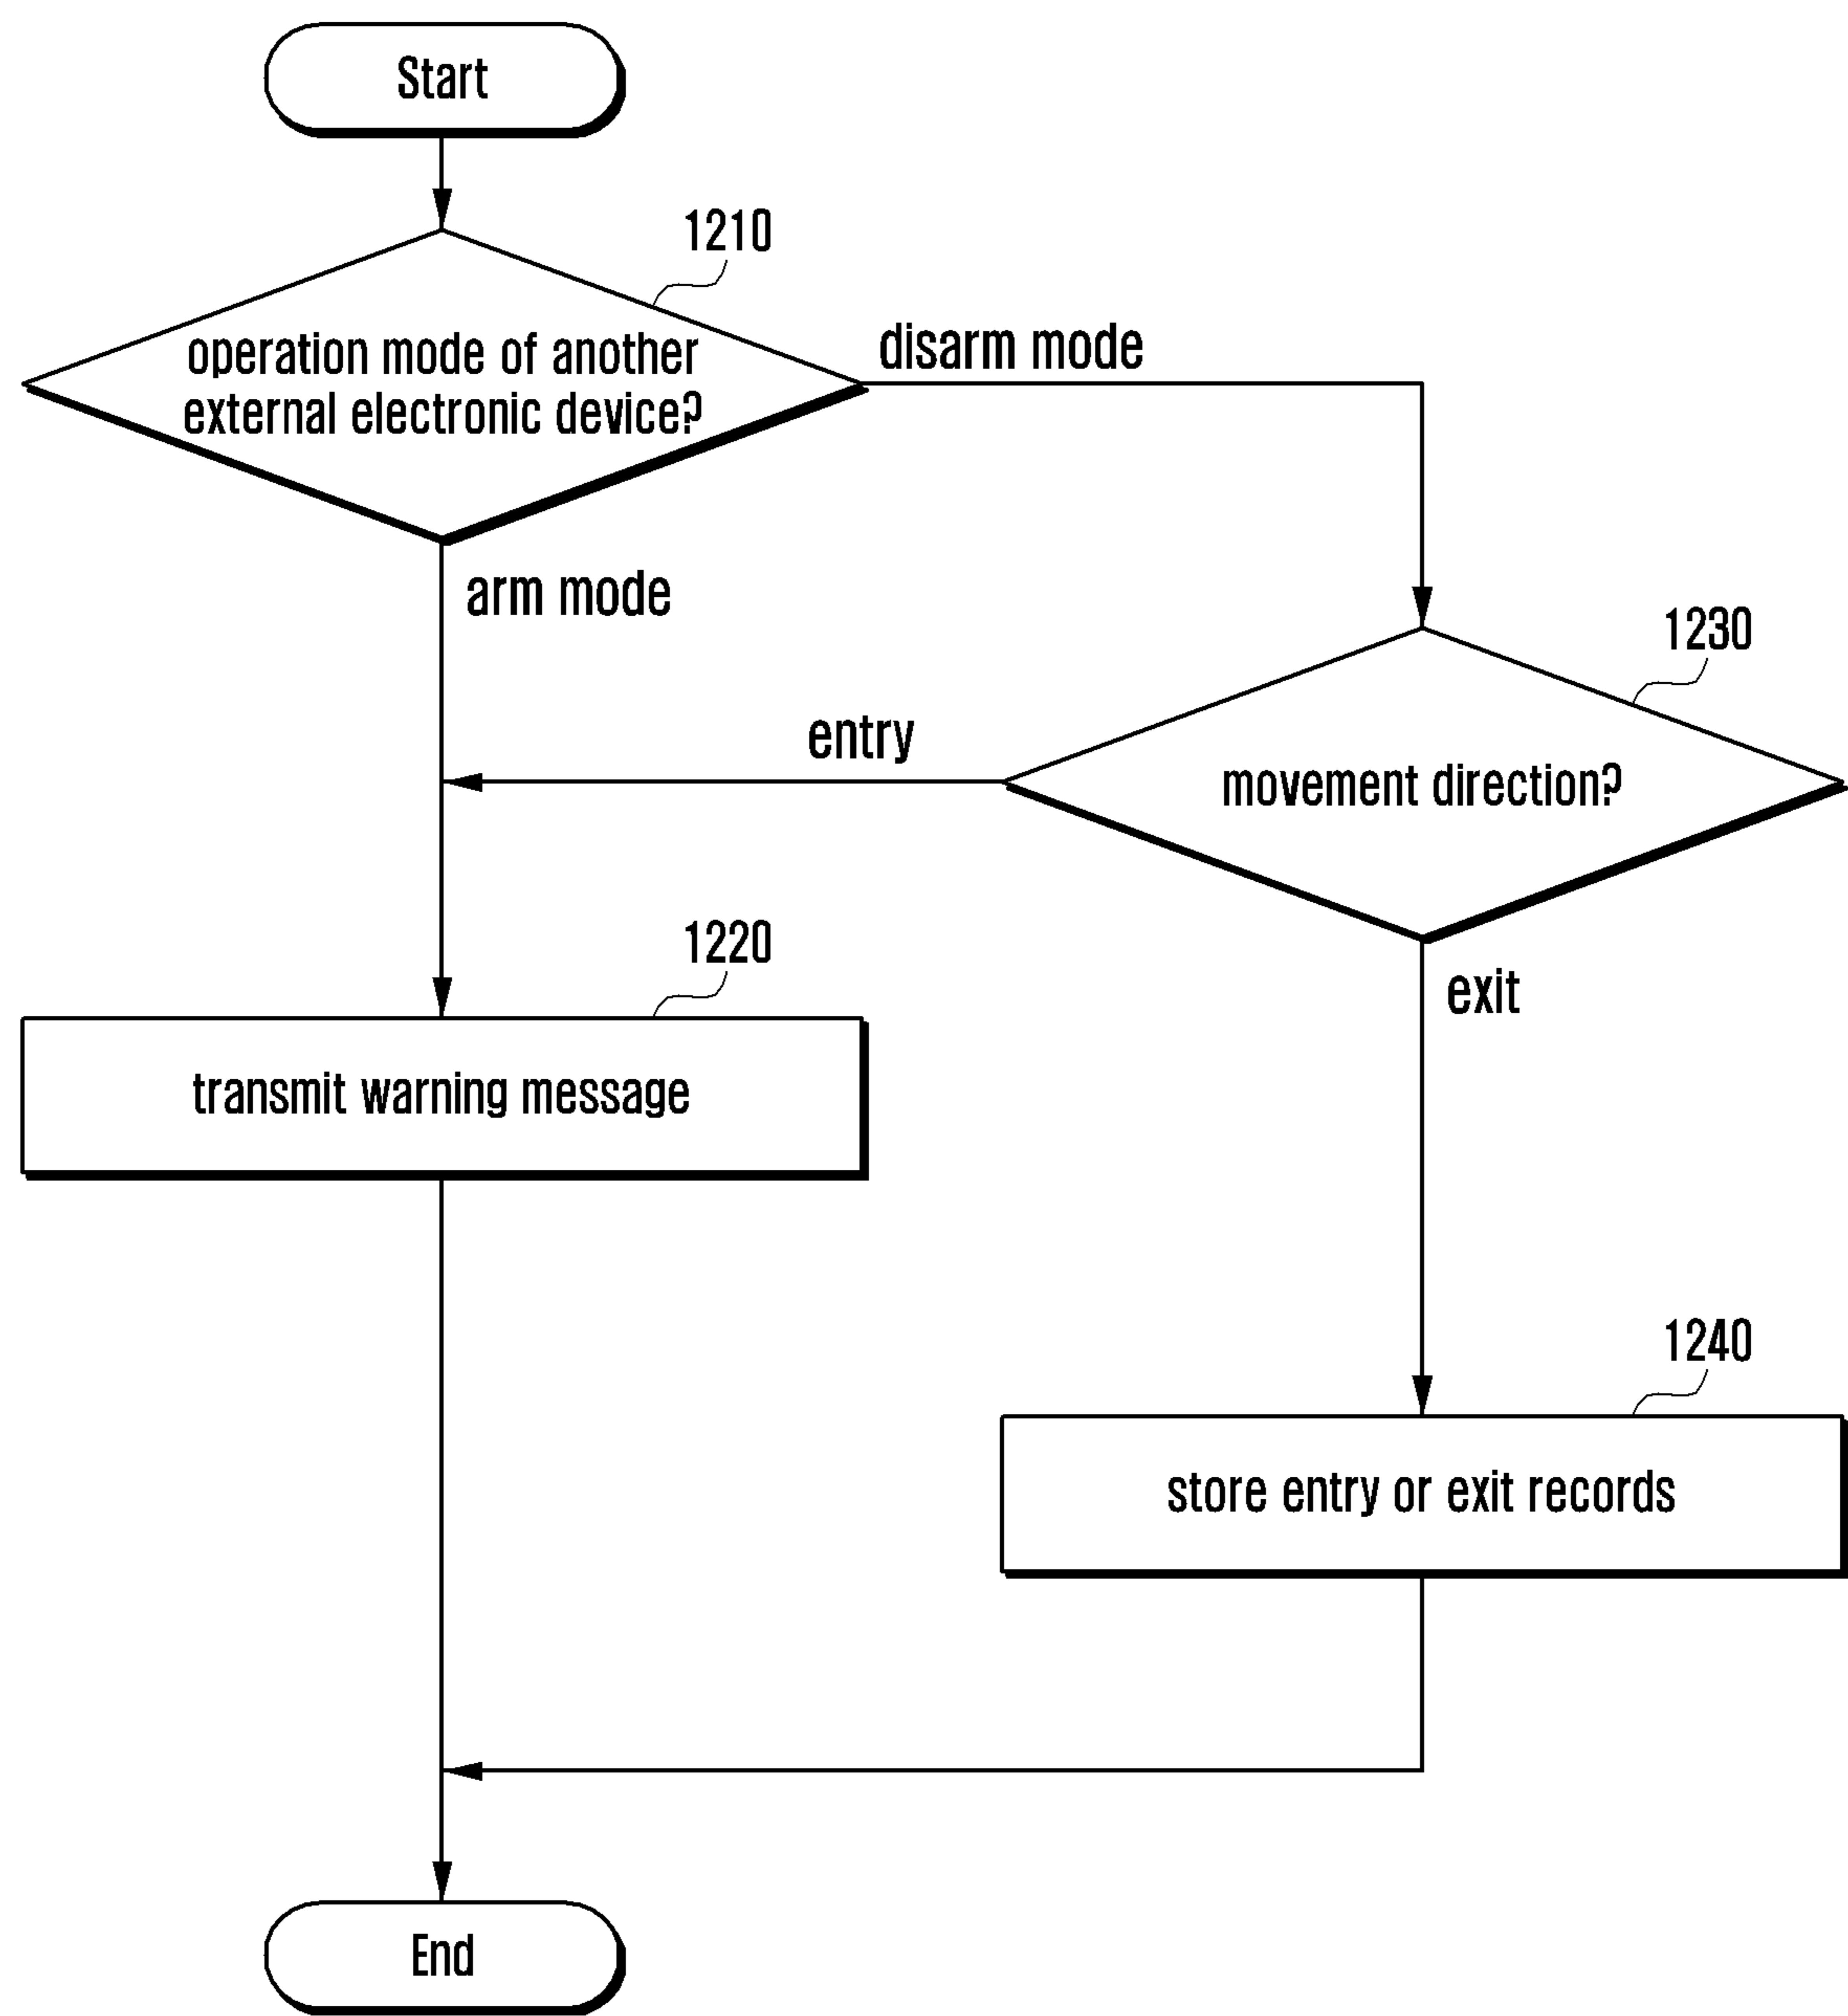 Start
1210
operation mode of another
external electronic device?
disarm mode
arm mode
1230
movement direction?
entry
exit
1220
transmit warning message
1240
store entry or exit records
End